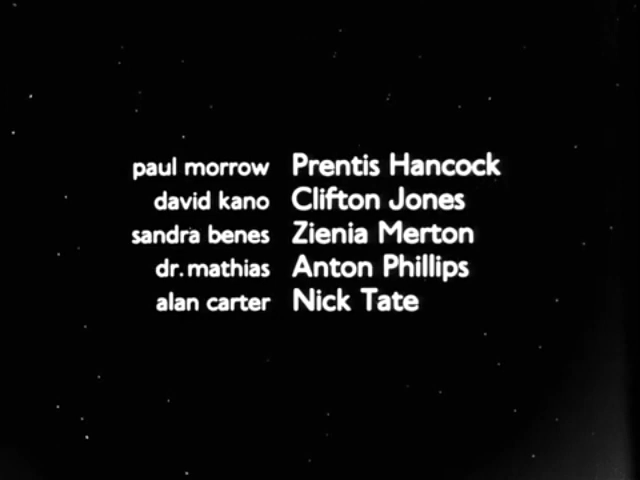 paul morrow Prentis Hancock
david kano Clifton Jones
sandra benes Zienia Merton
dr. mathias Anton Phillips
alan carter Nick Tate